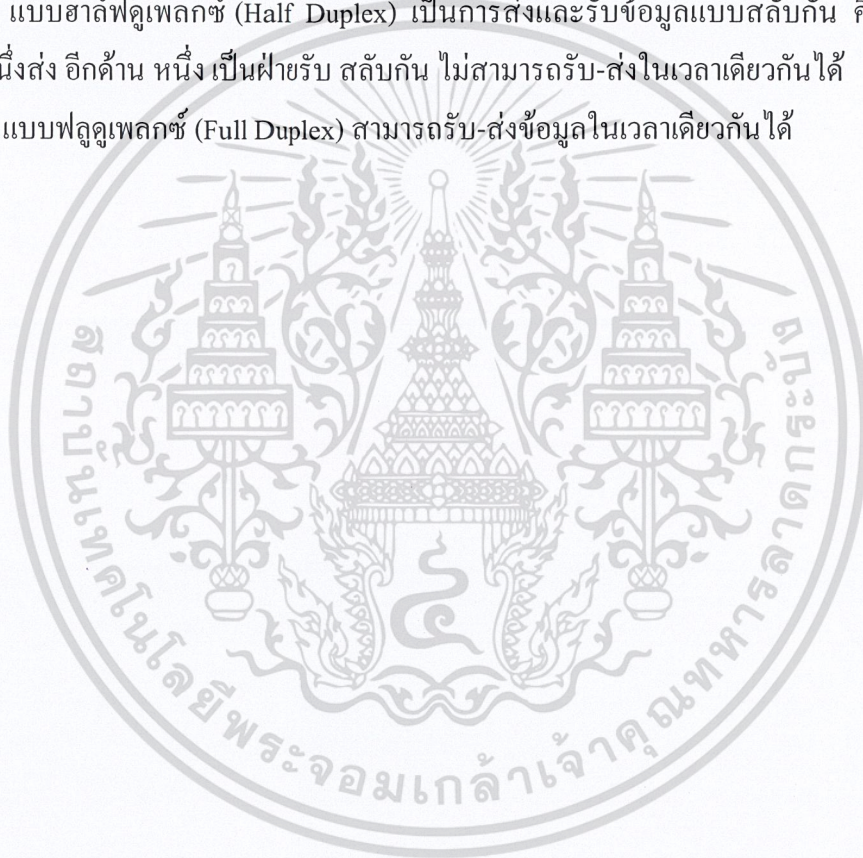 แบบฮาล์ฟดูเพลกซ์ (Half Duplex) เป็นการส่งและรับข้อมูลแบบสลับกัน
นึ่งส่ง อีกด้าน หนึ่ง เป็นฝ่ายรับ สลับกัน ไม่สามารถรับ-ส่งในเวลาเดียวกันได้
แบบฟลูดูเพลกซ์ (Full Duplex) สามารถรับ-ส่งข้อมูลในเวลาเดียวกันได้
๔
สถาบันเทคโนโลยีพระจอมเกล้าเจ้าคุณทหารลาดกระบัง